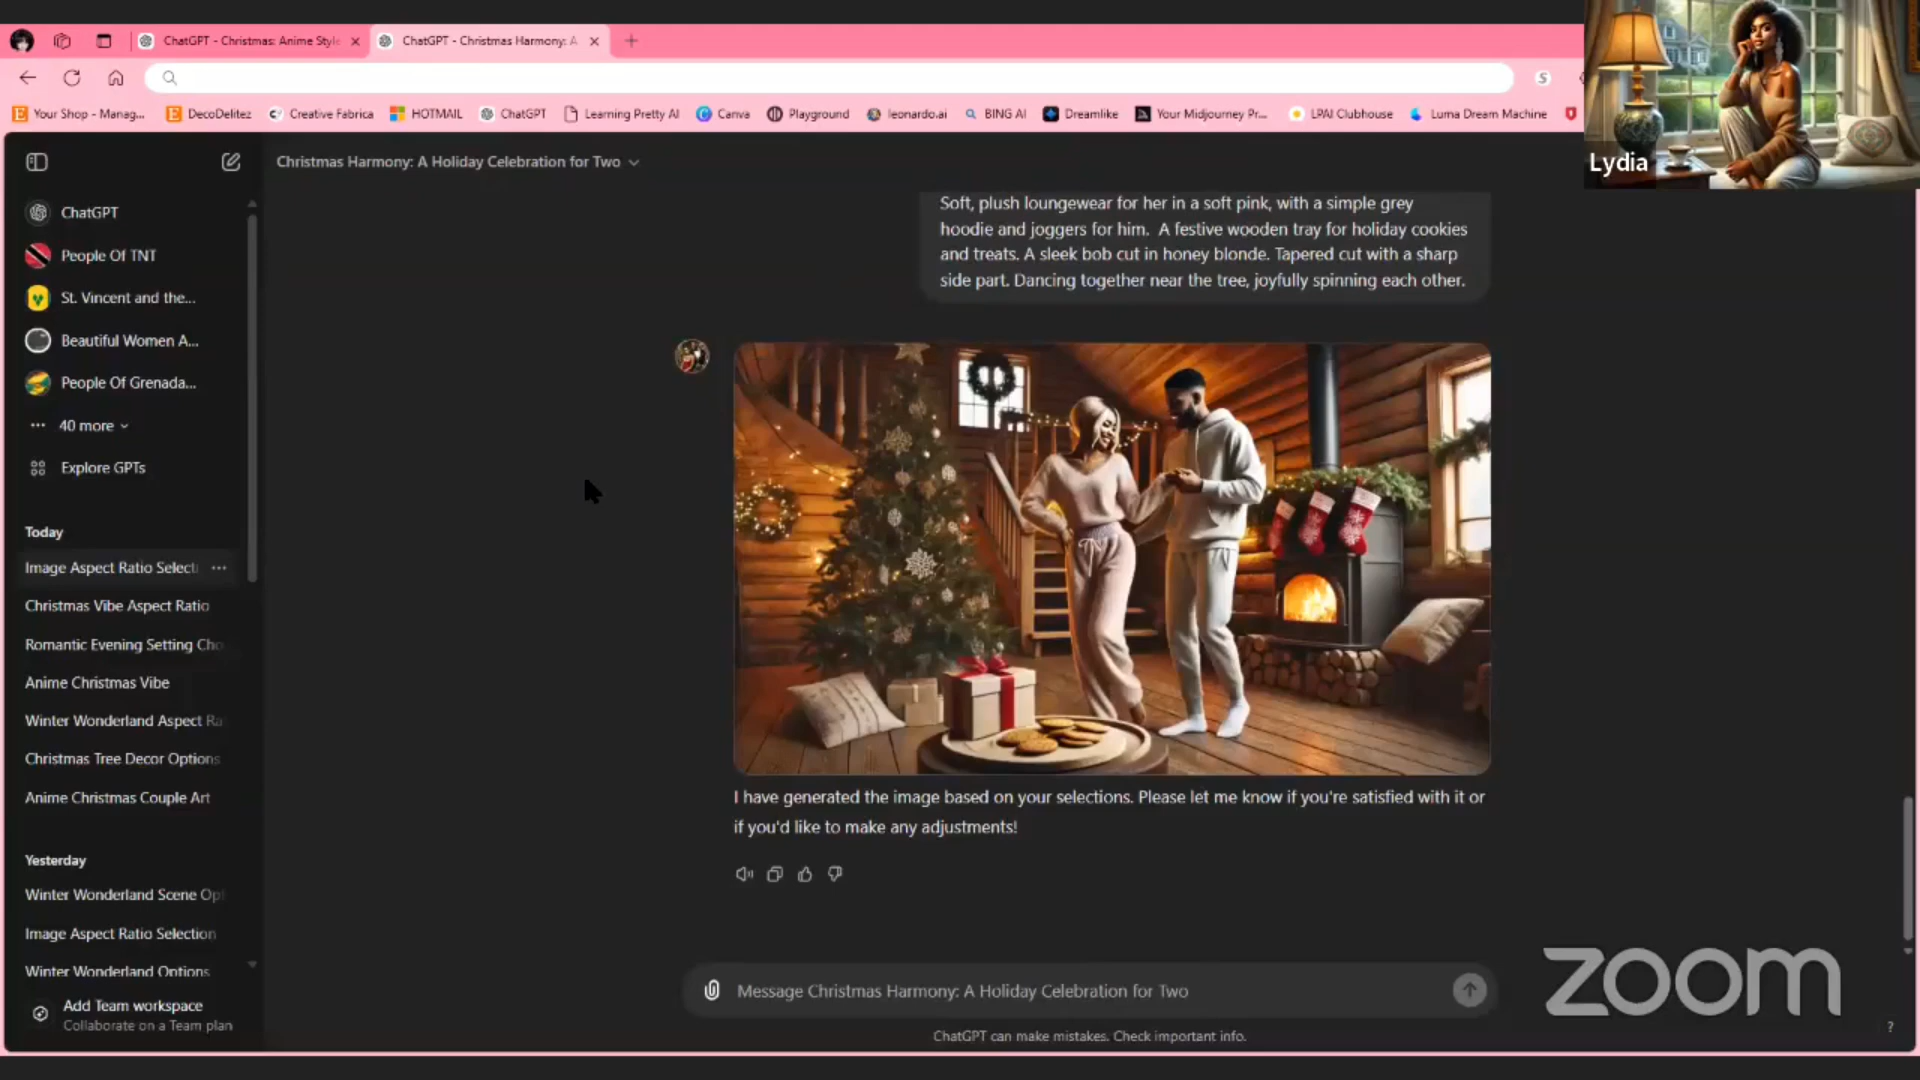 ChatGPT - Christmas: Anime Style
ChatGPT - Christmas Harmony: A
Your Shop - Manag...
DecoDelitez
Creative Fabrica
HOTMAIL
ChatGPT
Learning Pretty AI
Canva
Playground
leonardo.ai
BING AI
Dreamlike
Your Midjourney Pr...
LPAI Clubhouse
Luma Dream Machine
Lydia
Christmas Harmony: A Holiday Celebration for Two
ChatGPT
People Of TNT
St. Vincent and the...
Beautiful Women A...
People Of Grenada...
40 more
Explore GPTs
Today
Image Aspect Ratio Selecti
Christmas Vibe Aspect Ratio
Romantic Evening Setting Cho
Anime Christmas Vibe
Winter Wonderland Aspect Ra
Christmas Tree Decor Options
Anime Christmas Couple Art
Yesterday
Winter Wonderland Scene Opt
Image Aspect Ratio Selection
Winter Wonderland Options
Add Team workspace
Collaborate on a Team plan
Soft, plush loungewear for her in a soft pink, with a simple grey
hoodie and joggers for him. A festive wooden tray for holiday cookies
and treats. A sleek bob cut in honey blonde. Tapered cut with a sharp
side part. Dancing together near the tree, joyfully spinning each other.
I have generated the image based on your selections. Please let me know if you're satisfied with it or
if you'd like to make any adjustments!
Message Christmas Harmony: A Holiday Celebration for Two
ChatGPT can make mistakes. Check important info.
zoom
?